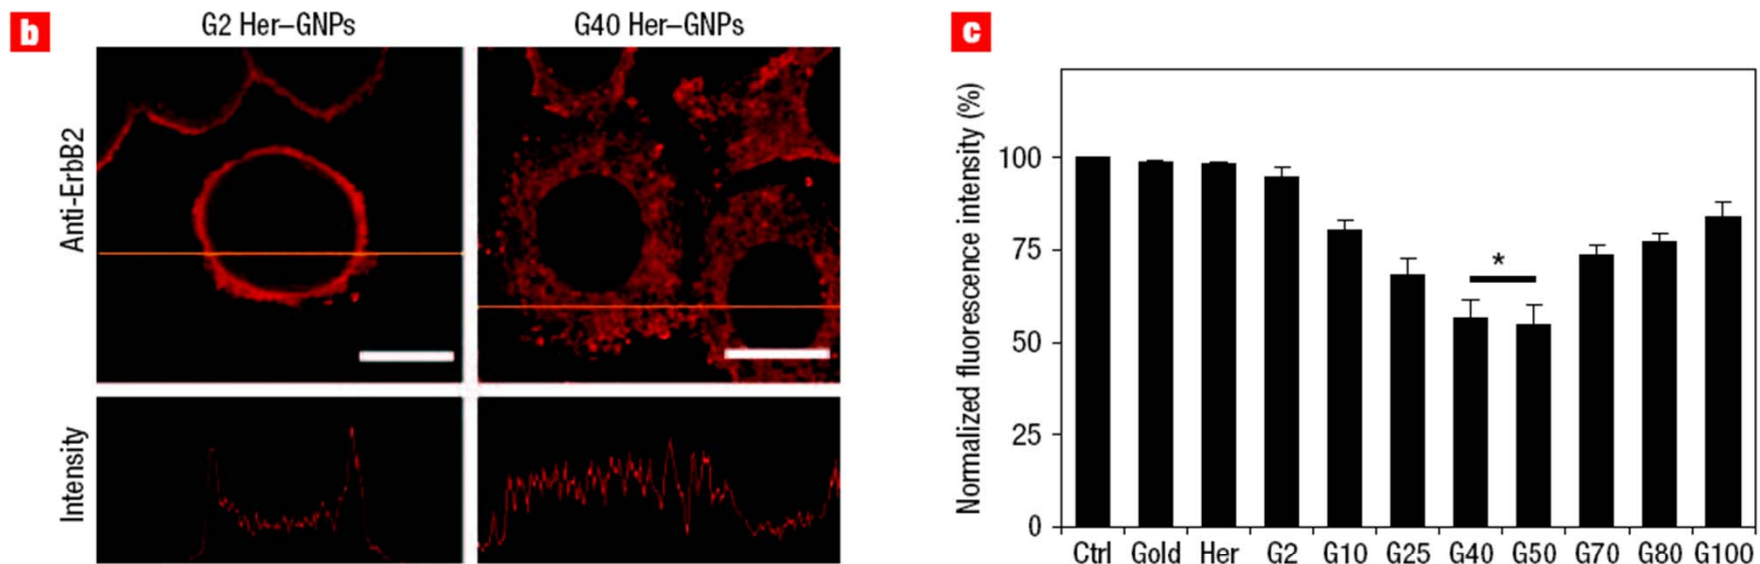 b
G2 Her–GNPs
G40 Her–GNPs
Anti-ErbB2
Intensity
c
Normalized fluorescence intensity (%)
100
75
50
25
0
*
Ctrl Gold Her G2 G10 G25 G40 G50 G70 G80 G100